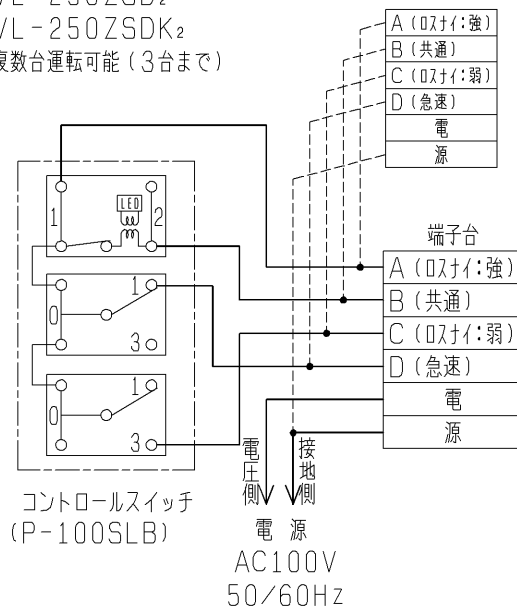 VL-250ZSDK₂
複数台運転可能(3台まで)
A(ロスナイ:強)
B(共通)
C(ロスナイ:弱)
D(急速)
電
源
LED
1
2
1
0
3
1
0
3
端子台
A(ロスナイ:強)
B(共通)
C(ロスナイ:弱)
D(急速)
電
源
電圧側
接地側
コントロールスイッチ
(P-100SLB)
電 源
AC100V
50/60Hz